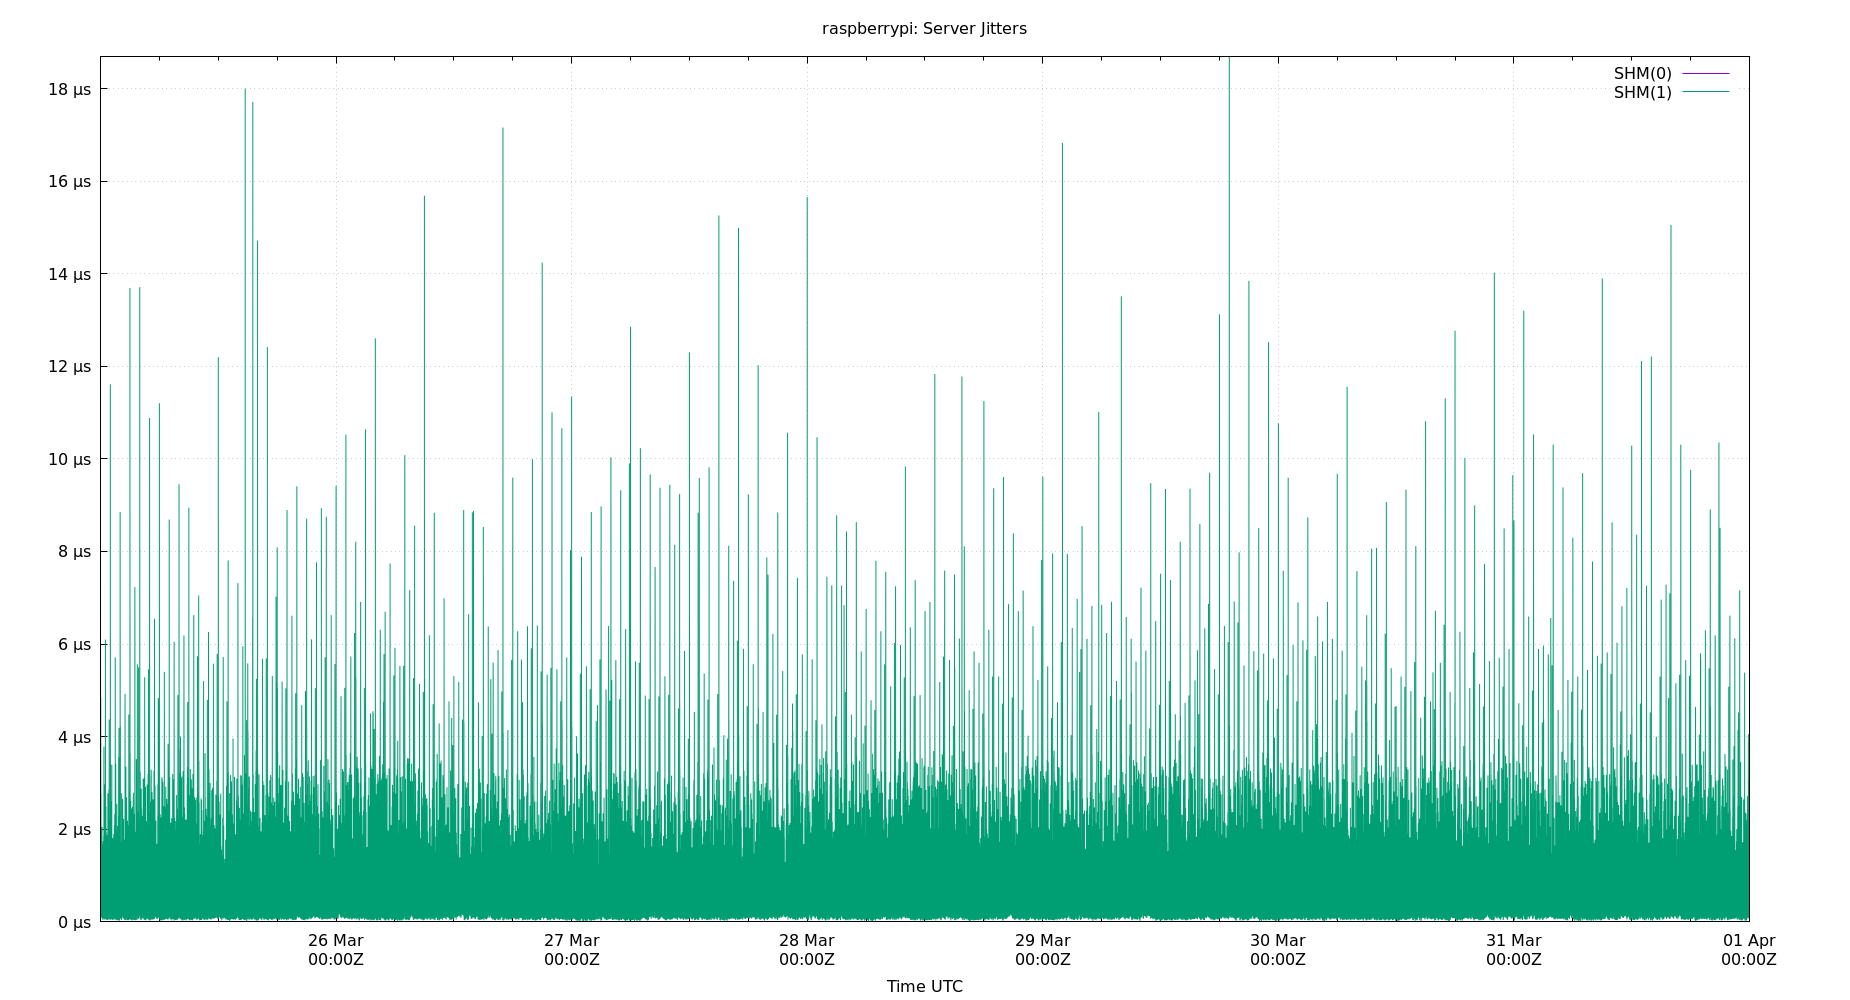 raspberrypi: Server Jitters
SHM(0)
SHM(1)
18 µs
16 µs
14 µs
12 µs
10 µs
8 µs
6 µs
4 µs
2 µs
0 µs
26 Mar 27 Mar 28 Mar 29 Mar 30 Mar 31 Mar 01 Apr
00:00Z 00:00Z 00:00Z 00:00Z 00:00Z 00:00Z 00:00Z
Time UTC